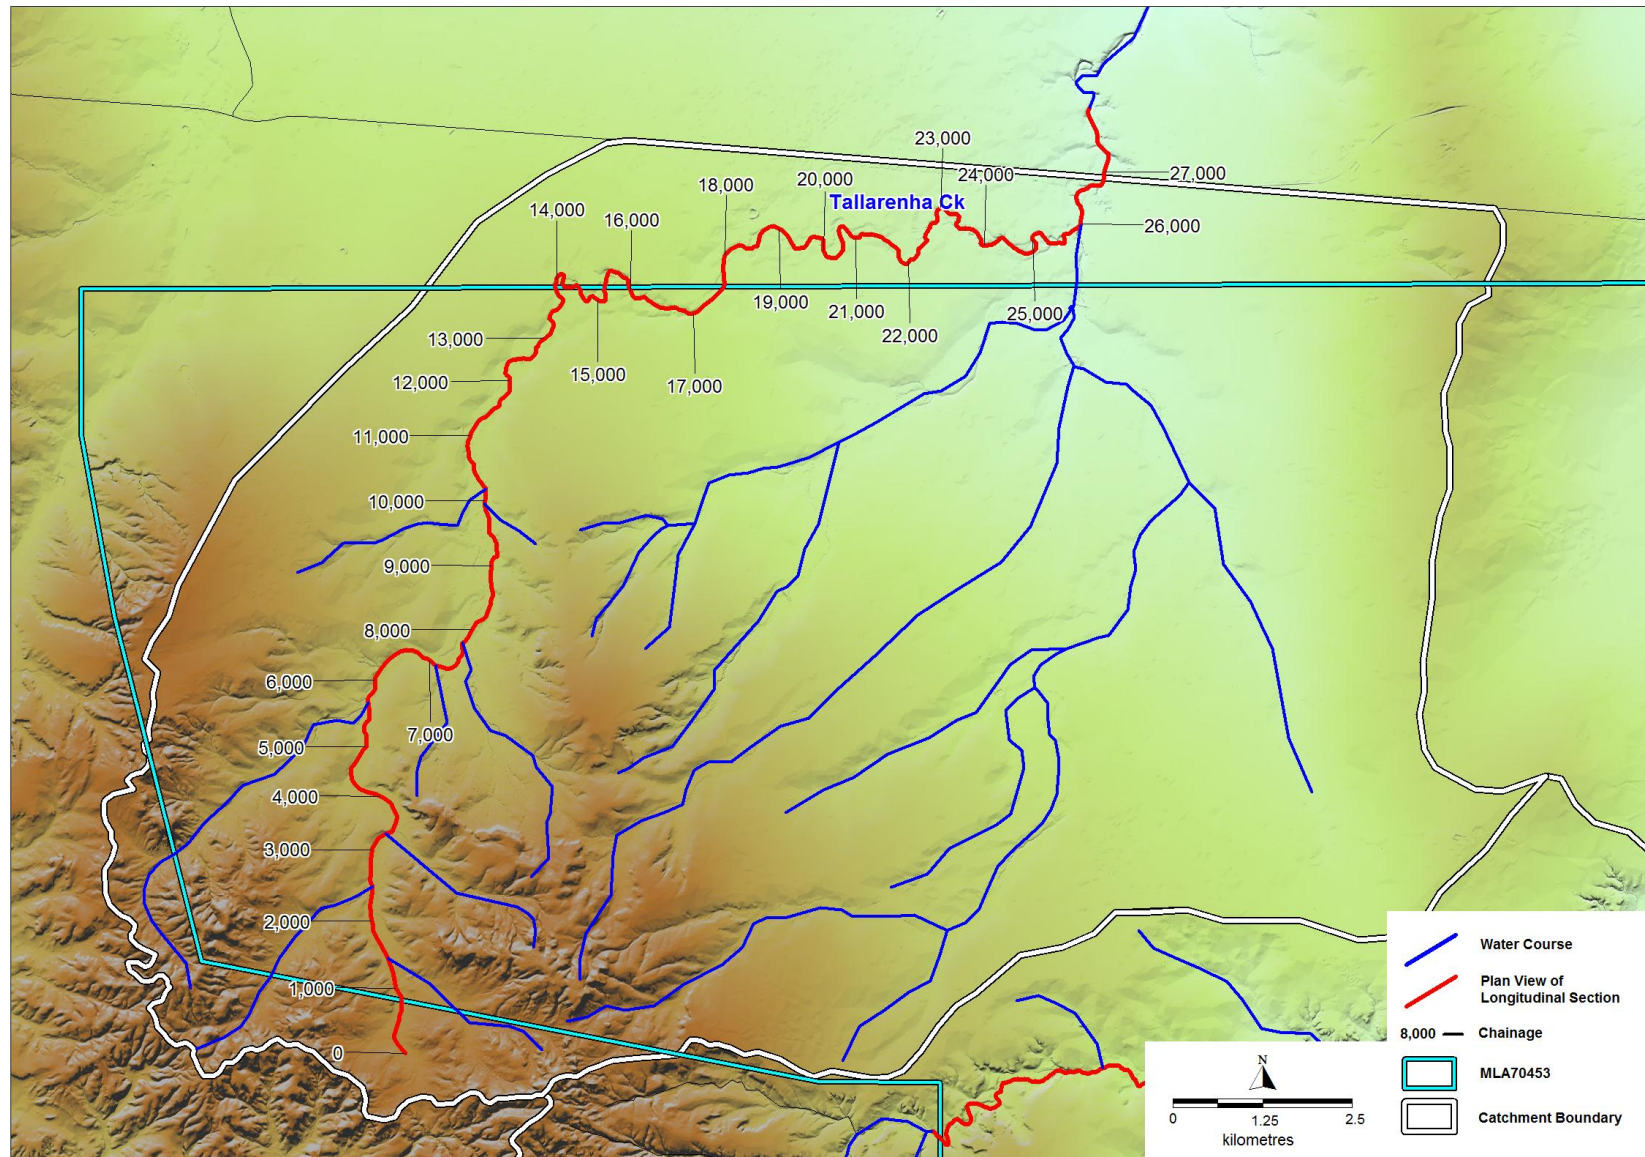 23,000
27,000
24,000
20,000
18,000
Tallarenha Ck
14,000
16,000
26,000
19,000
21,000
25,000
22,000
13,000
15,000
17,000
12,000
11,000
10,000
9,000
8,000
6,000
7,000
5,000
4,000
3,000
2,000
1,000
0
Water Course
Plan View of
Longitudinal Section
8,000 Chainage
MLA70453
Catchment Boundary
N
0 1.25 2.5
kilometres